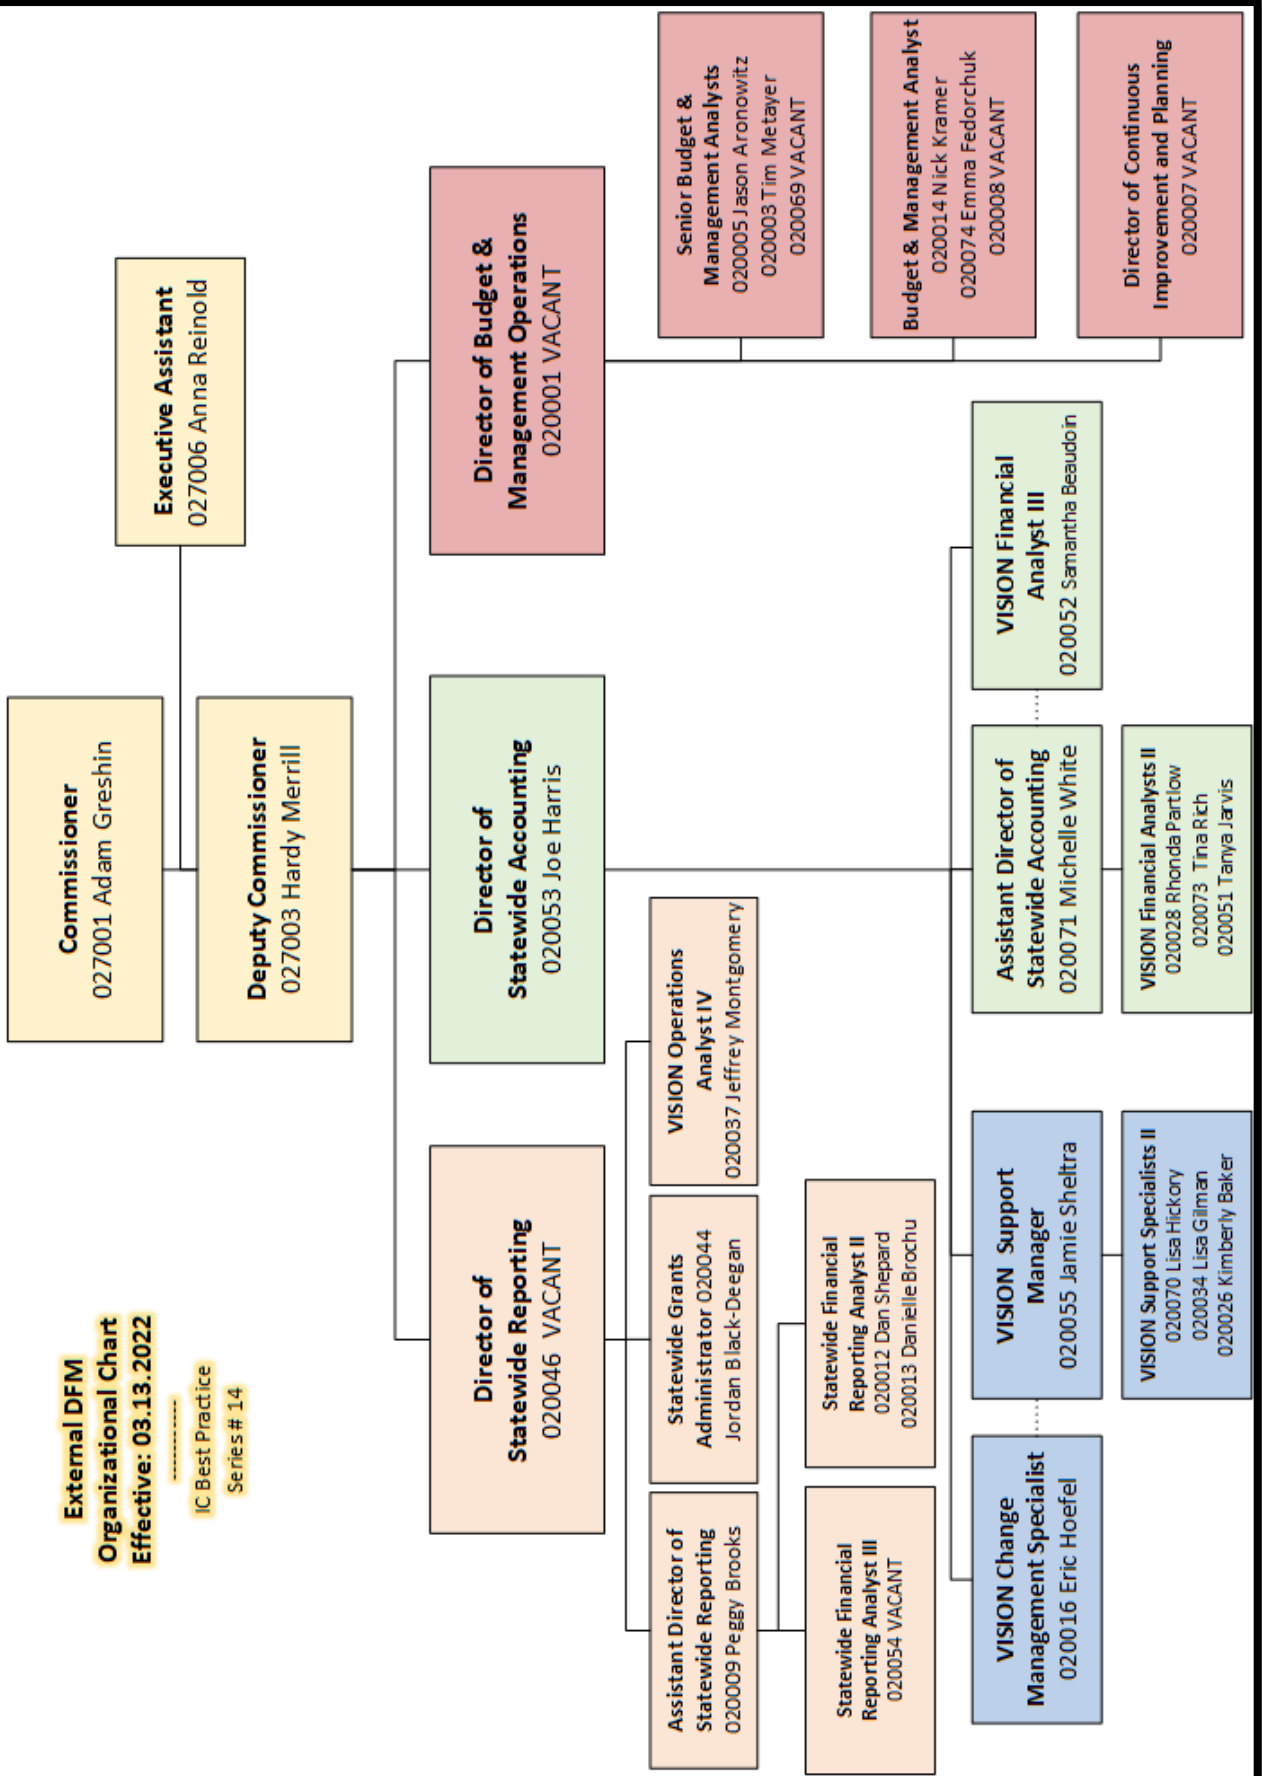 External DFM
Organizational Chart
Effective: 03.13.2022
----------
IC Best Practice
Series # 14
Commissioner
027001 Adam Greshin
Executive Assistant
027006 Anna Reinold
Deputy Commissioner
027003 Hardy Merrill
Director of
Statewide Reporting
020046 VACANT
Director of
Statewide Accounting
020053 Joe Harris
Director of Budget &
Management Operations
020001 VACANT
Assistant Director of
Statewide Reporting
020009 Peggy Brooks
Statewide Grants
Administrator 020044
Jordan Black-Deegan
VISION Operations
Analyst IV
020037 Jeffrey Montgomery
Senior Budget &
Management Analysts
020005 Jason Aronowitz
020003 Tim Metayer
020069 VACANT
Statewide Financial
Reporting Analyst III
020054 VACANT
Statewide Financial
Reporting Analyst II
020012 Dan Shepard
020013 Danielle Brochu
Budget & Management Analyst
020014 Nick Kramer
020074 Emma Fedorchuk
020008 VACANT
VISION Change
Management Specialist
020016 Eric Hoefel
VISION Support
Manager
020055 Jamie Sheltra
Assistant Director of
Statewide Accounting
020071 Michelle White
VISION Financial
Analyst III
020052 Samantha Beaudoin
Director of Continuous
Improvement and Planning
020007 VACANT
VISION Support Specialists II
020070 Lisa Hickory
020034 Lisa Gilman
020026 Kimberly Baker
VISION Financial Analysts II
020028 Rhonda Partlow
020073 Tina Rich
020051 Tanya Jarvis